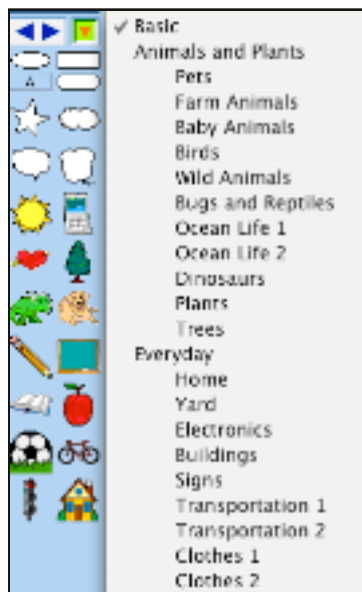 ✓ Basic
A
Animals and Plants
Pets
Farm Animals
Baby Animals
Birds
Wild Animals
Bugs and Reptiles
Ocean Life 1
Ocean Life 2
Dinosaurs
Plants
Trees
Everyday
Home
Yard
Electronics
Buildings
Signs
Transportation 1
Transportation 2
Clothes 1
Clothes 2